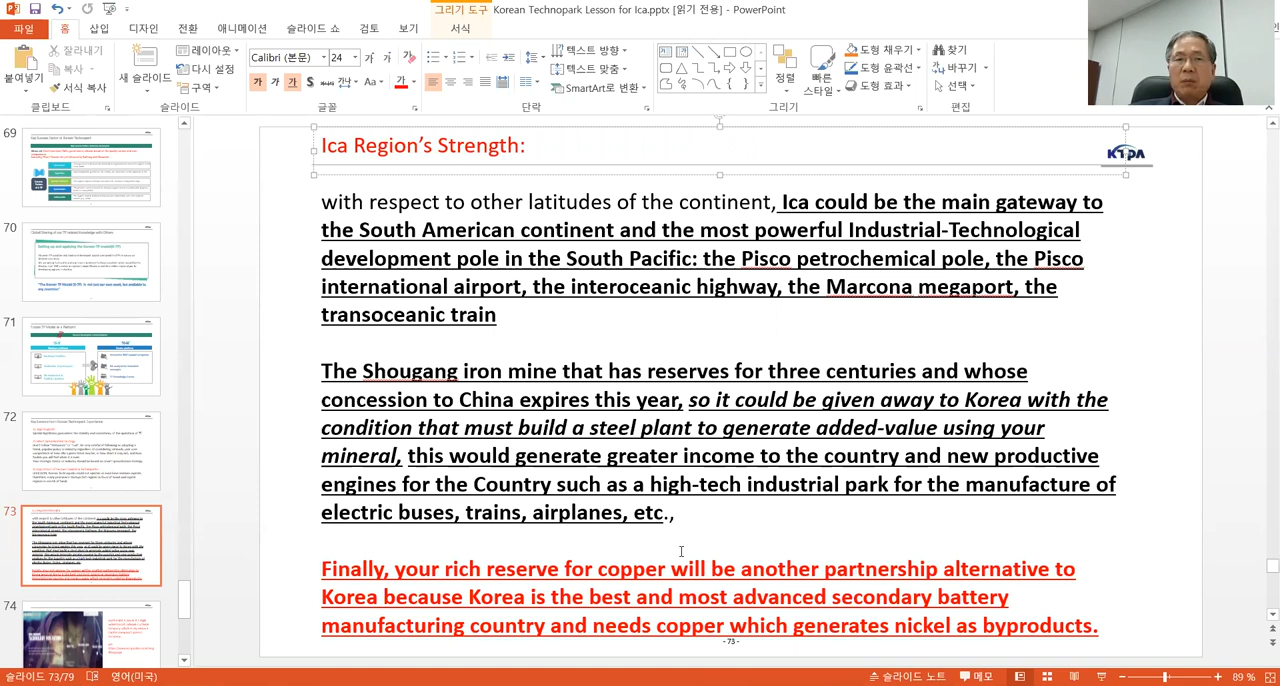 Korean Technopark Lesson for Ica.pptx [읽기 전용] - PowerPoint
그리기 도구
파일 홈 삽입 디자인 전환 애니메이션 슬라이드 쇼 검토 보기 서식
붙여넣기
잘라내기
복사
서식 복사
클립보드
새 슬라이드
레이아웃
다시 설정
구역
슬라이드
Calibri (본문) 24
가 가 가 S 가나 간 Aa 가
글꼴
텍스트 방향
텍스트 맞춤
SmartArt로 변환
단락
정렬
빠른 스타일
도형 채우기
도형 윤곽선
도형 효과
그리기
찾기
바꾸기
선택
편집
69
70
71
72
73
74
Ica Region's Strength:
KTPA
with respect to other latitudes of the continent, Ica could be the main gateway to
the South American continent and the most powerful Industrial-Technological
development pole in the South Pacific: the Pisco petrochemical pole, the Pisco
international airport, the interoceanic highway, the Marcona megaport, the
transoceanic train
The Shougang iron mine that has reserves for three centuries and whose
concession to China expires this year, so it could be given away to Korea with the
condition that must build a steel plant to produce added-value using your
mineral, this would generate greater income to the country and new productive
engines for the Country such as a high-tech industrial park for the manufacture of
electric buses, trains, airplanes, etc.,
Finally, your rich reserve for copper will be another partnership alternative to
Korea because Korea is the best and most advanced secondary battery
manufacturing country and needs copper which generates nickel as byproducts.
- 73 -
슬라이드 73/79 영어(미국)
슬라이드 노트 메모 89 %